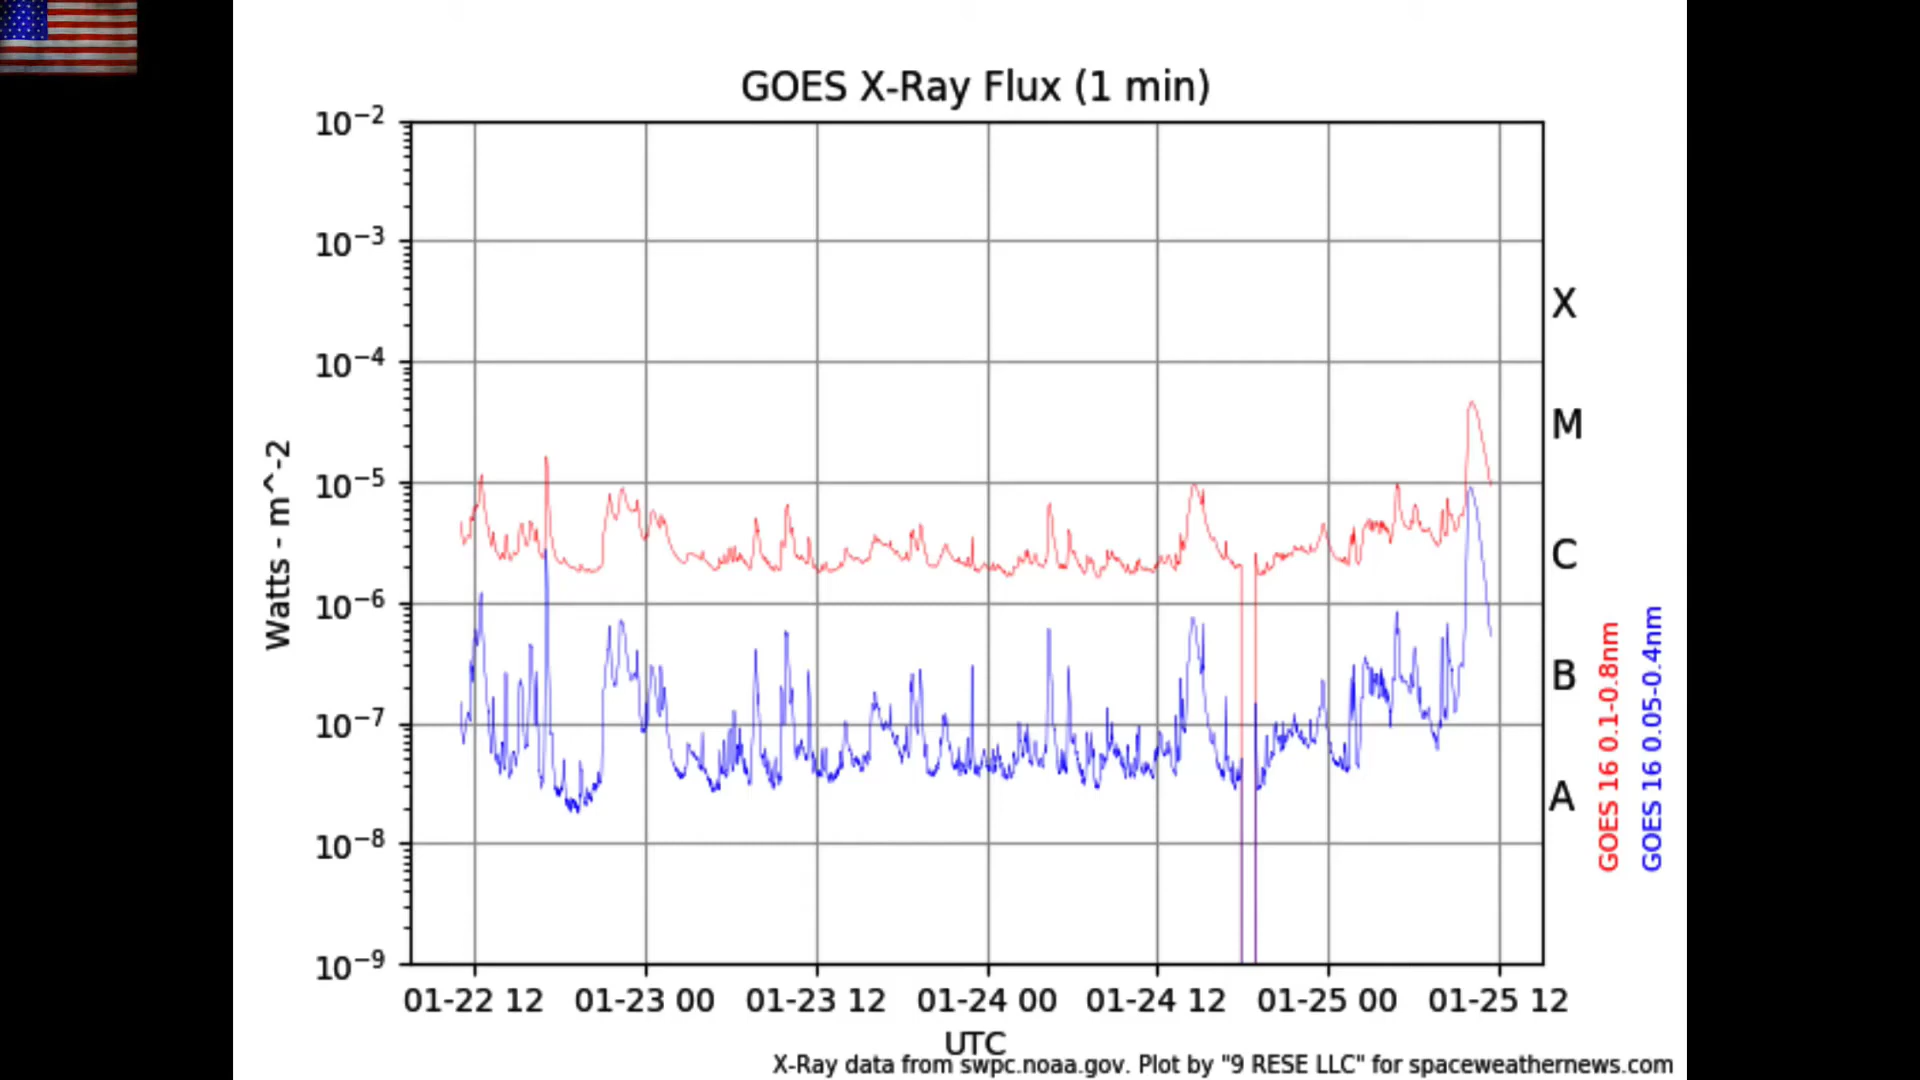 GOES X-Ray Flux (1 min)
10−2
10−3
10−4
10−5
10−6
10−7
10−8
10−9
Watts - m^-2
X
M
C
B
A
GOES 16 0.1-0.8nm
GOES 16 0.05-0.4nm
01-22 12
01-23 00
01-23 12
01-24 00
01-24 12
01-25 00
01-25 12
UTC
X-Ray data from swpc.noaa.gov. Plot by "9 RESE LLC" for spaceweathernews.com